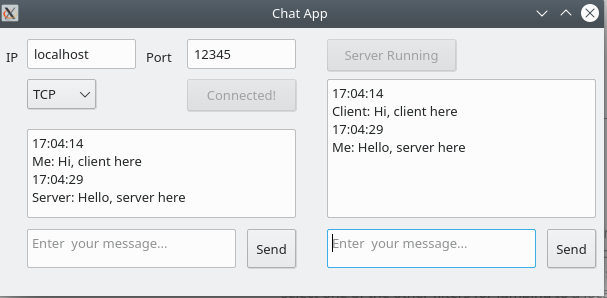 Chat App
IP
localhost
Port
12345
Server Running
TCP
Connected!
17:04:14
Me: Hi, client here
17:04:29
Server: Hello, server here
17:04:14
Client: Hi, client here
17:04:29
Me: Hello, server here
Enter  your message...
Send
Enter  your message...
Send